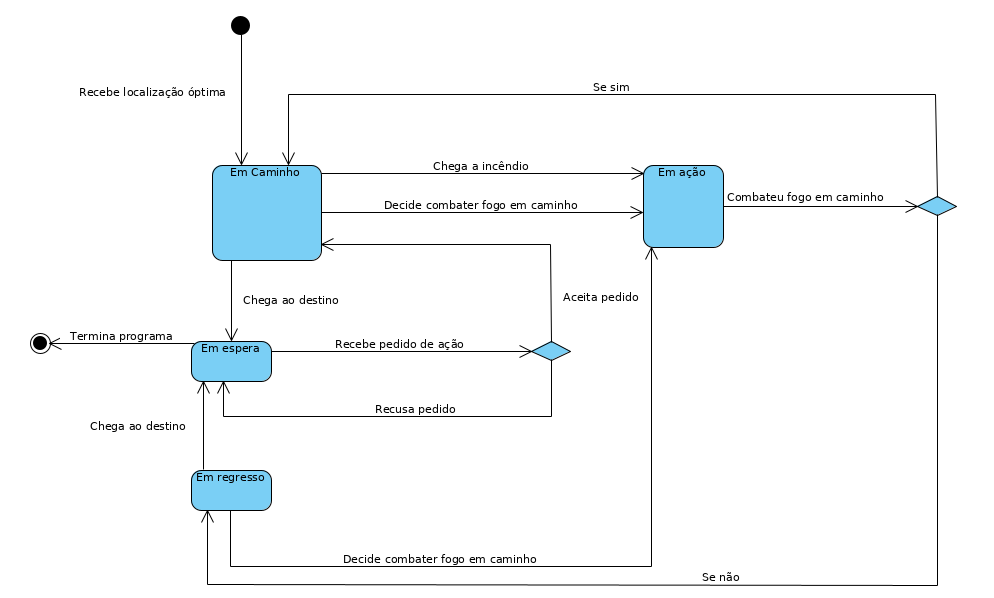 Se sim
Recebe localização óptima
Em Caminho
Chega a incêndio
Em ação
Combateu fogo em caminho
Decide combater fogo em caminho
Chega ao destino
Aceita pedido
Termina programa
Em espera
Recebe pedido de ação
Recusa pedido
Chega ao destino
Em regresso
Decide combater fogo em caminho
Se não